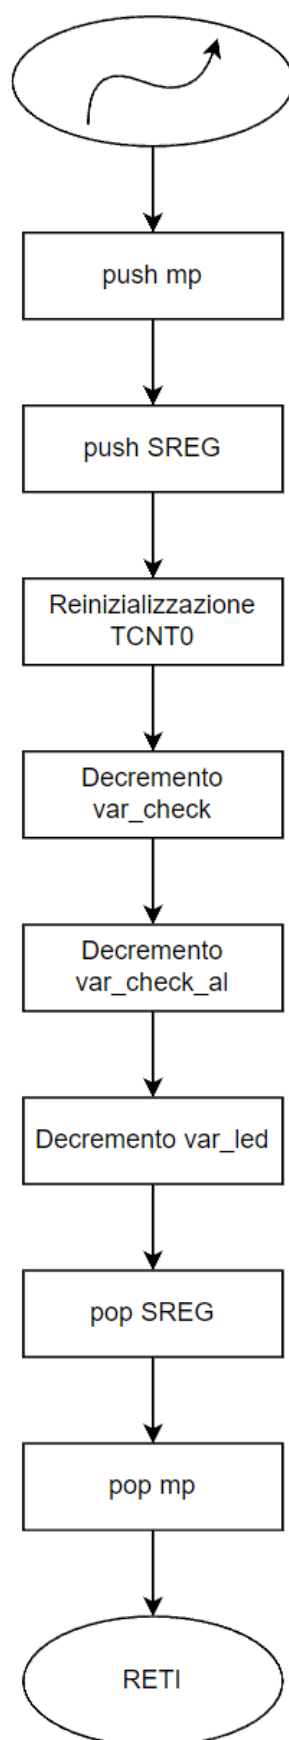 push mp
push SREG
Reinizializzazione
TCNT0
Decremento
var_check
Decremento
var_check_al
Decremento var_led
pop SREG
pop mp
RETI